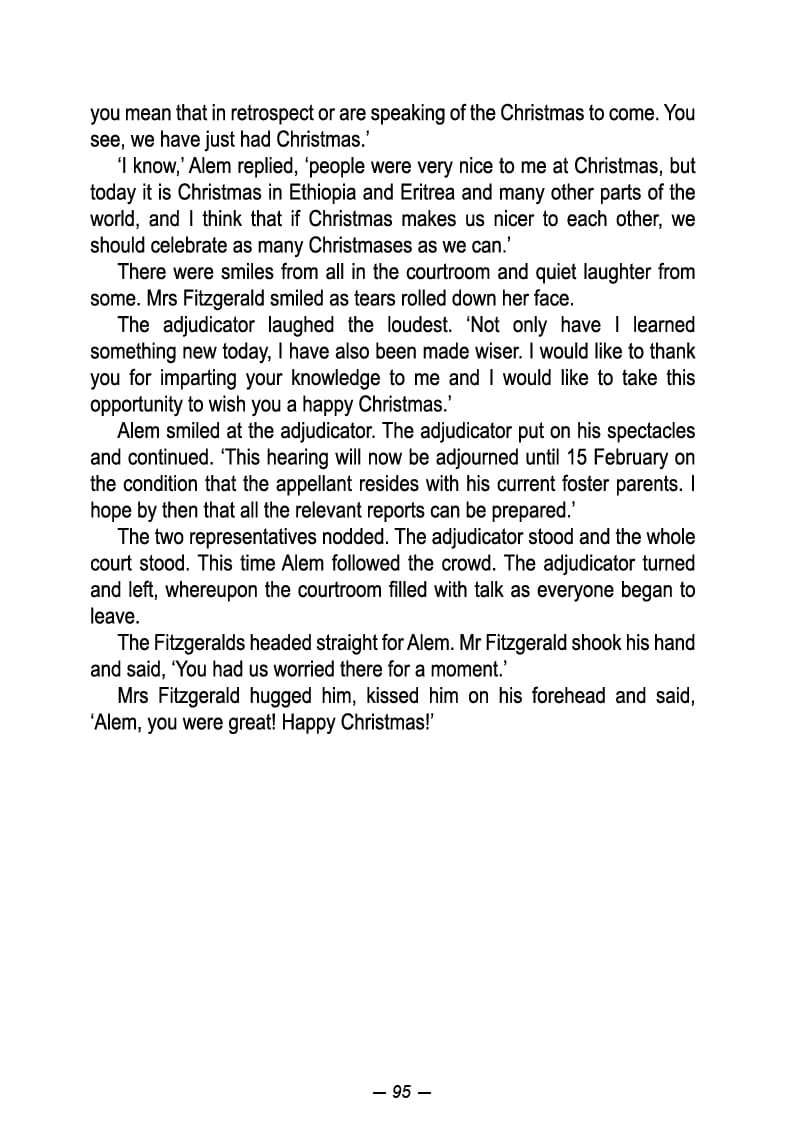 you mean that in retrospect or are speaking of the Christmas to come. You
see, we have just had Christmas.’
‘I know,’ Alem replied, ‘people were very nice to me at Christmas, but
today it is Christmas in Ethiopia and Eritrea and many other parts of the
world, and I think that if Christmas makes us nicer to each other, we
should celebrate as many Christmases as we can.’
There were smiles from all in the courtroom and quiet laughter from
some. Mrs Fitzgerald smiled as tears rolled down her face.
The adjudicator laughed the loudest. ‘Not only have I learned
something new today, I have also been made wiser. I would like to thank
you for imparting your knowledge to me and I would like to take this
opportunity to wish you a happy Christmas.’
Alem smiled at the adjudicator. The adjudicator put on his spectacles
and continued. ‘This hearing will now be adjourned until 15 February on
the condition that the appellant resides with his current foster parents. I
hope by then that all the relevant reports can be prepared.’
The two representatives nodded. The adjudicator stood and the whole
court stood. This time Alem followed the crowd. The adjudicator turned
and left, whereupon the courtroom filled with talk as everyone began to
leave.
The Fitzgeralds headed straight for Alem. Mr Fitzgerald shook his hand
and said, ‘You had us worried there for a moment.’
Mrs Fitzgerald hugged him, kissed him on his forehead and said,
‘Alem, you were great! Happy Christmas!’
— 95 —